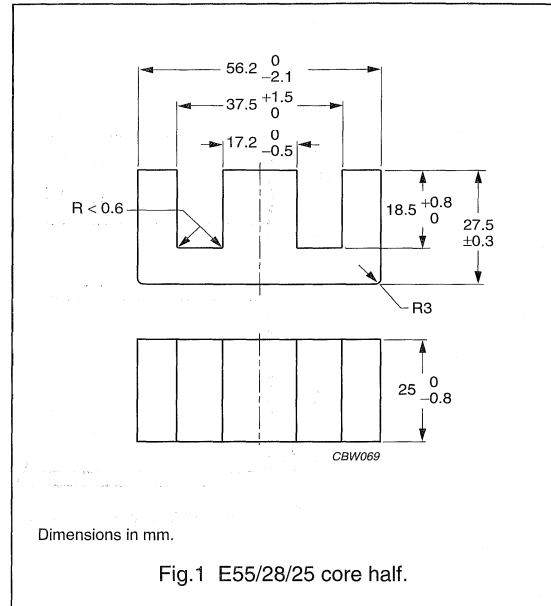 56.2 0 −2.1
37.5 +1.5 0
17.2 0 −0.5
R < 0.6
18.5 +0.8 0
27.5 ±0.3
R3
25 0 −0.8
CBW069
Dimensions in mm.
Fig.1 E55/28/25 core half.